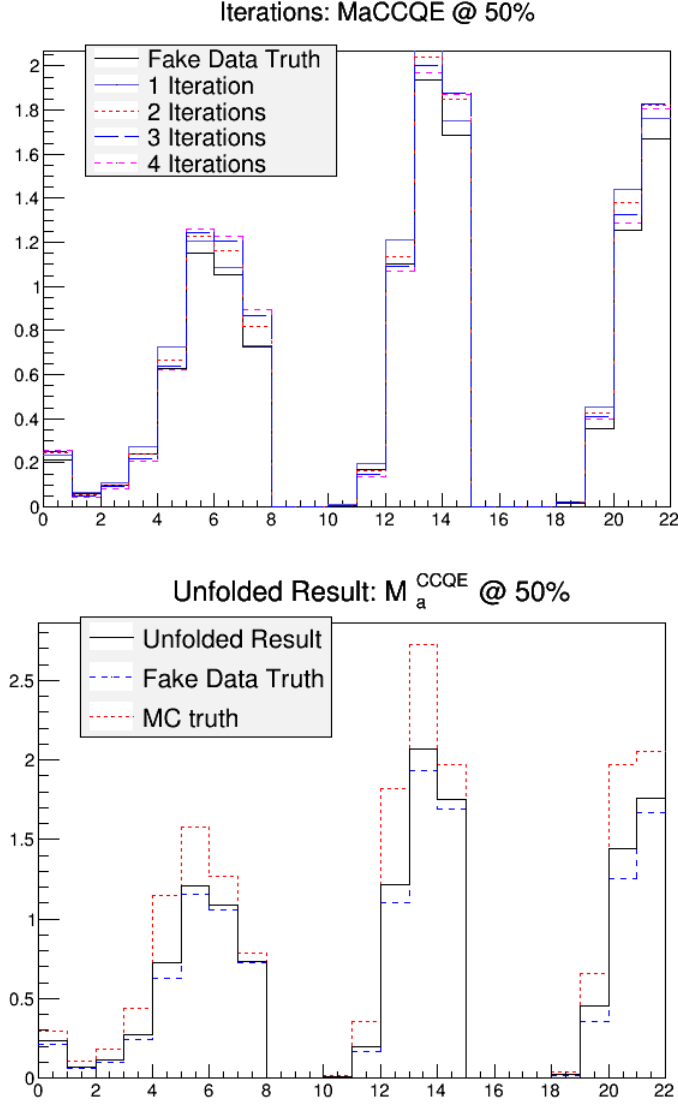 Iterations: MaCCQE @ 50%
Fake Data Truth
1 Iteration
2 Iterations
3 Iterations
4 Iterations
2
1.8
1.6
1.4
1.2
1
0.8
0.6
0.4
0.2
0
0 2 4 6 8 10 12 14 16 18 20 22
Unfolded Result: M a CCQE @ 50%
Unfolded Result
Fake Data Truth
MC truth
2.5
2
1.5
1
0.5
0
0 2 4 6 8 10 12 14 16 18 20 22